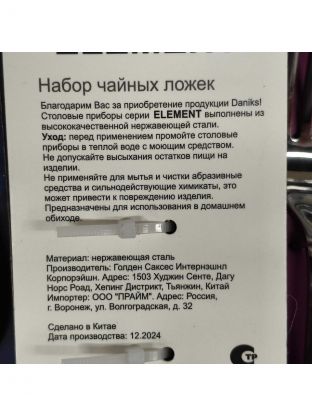 ELEMENT
Набор чайных ложек
Благодарим Вас за приобретение продукции Daniks!
Столовые приборы серии ELEMENT выполнены из
высококачественной нержавеющей стали.
Уход: перед применением промойте столовые
приборы в теплой воде с моющим средством.
Не допускайте высыхания остатков пищи на
изделии.
Не применяйте для мытья и чистки абразивные
средства и сильнодействующие химикаты, это
может привести к повреждению изделия.
Предназначены для использования в домашнем
обиходе.
Материал: нержавеющая сталь
Производитель: Голден Саксес Интернэшнл
Корпорэйшн. Адрес: 1503 Худжин Сенте, Дагу
Норс Роад, Хепинг Дистрикт, Тьянжин, Китай
Импортер: ООО "ПРАЙМ". Адрес: Россия,
г. Воронеж, ул. Волгоградская, д. 32
Сделано в Китае
Дата производства: 12.2024
СТР